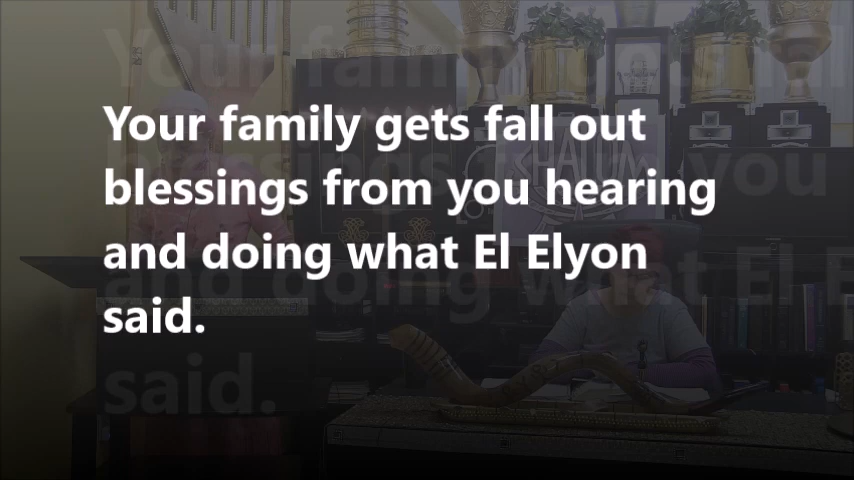 Your family gets fall out
blessings from you hearing
and doing what El Elyon
said.